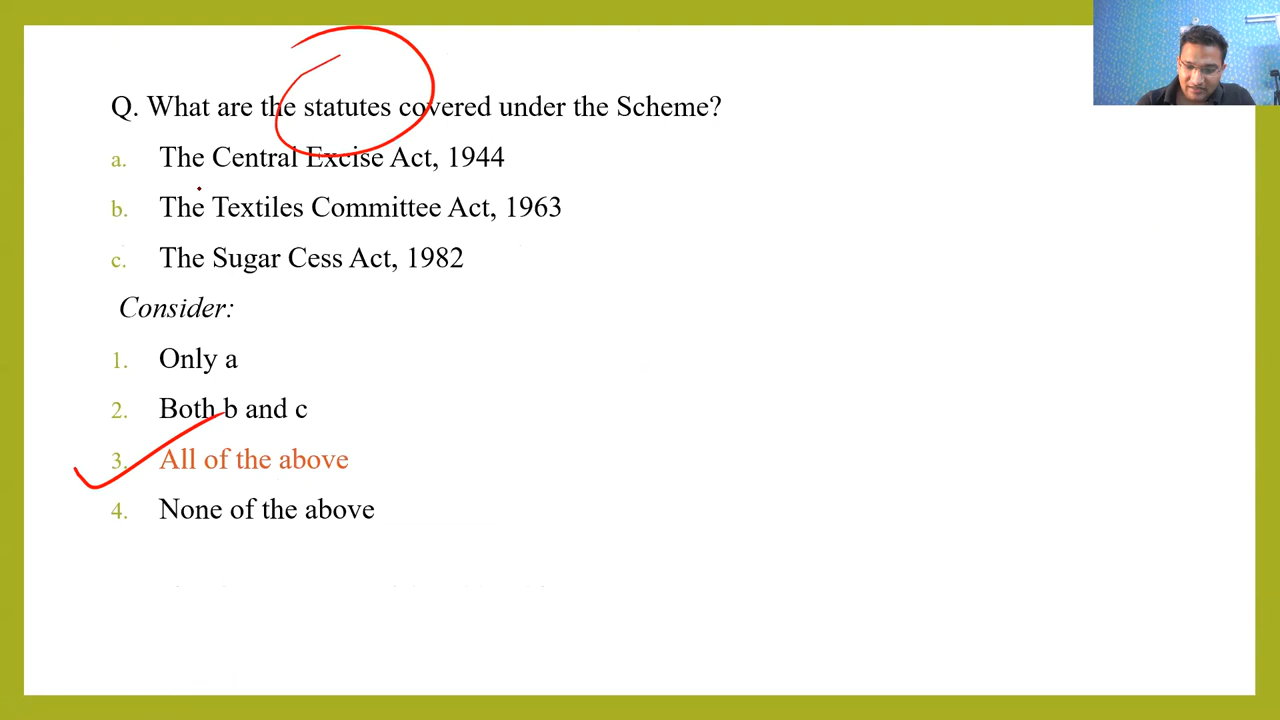 Q. What are the statutes covered under the Scheme?
a. The Central Excise Act, 1944
b. The Textiles Committee Act, 1963
c. The Sugar Cess Act, 1982
Consider:
1. Only a
2. Both b and c
3. All of the above
4. None of the above